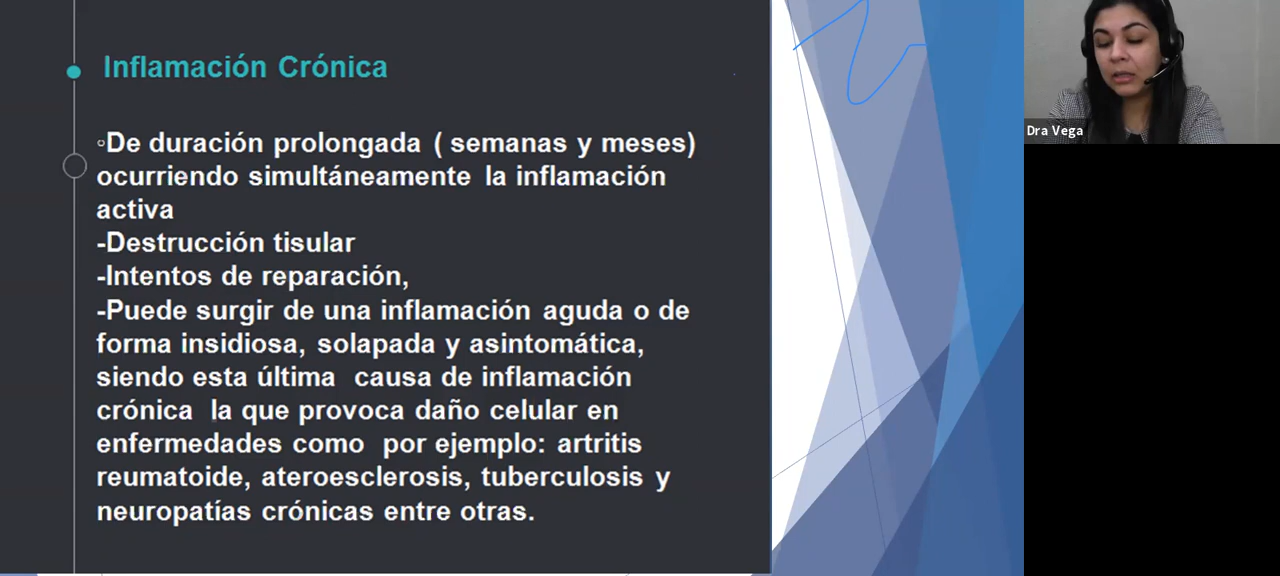 Inflamación Crónica
◦De duración prolongada ( semanas y meses)
ocurriendo simultáneamente la inflamación
activa
-Destrucción tisular
-Intentos de reparación,
-Puede surgir de una inflamación aguda o de
forma insidiosa, solapada y asintomática,
siendo esta última causa de inflamación
crónica la que provoca daño celular en
enfermedades como por ejemplo: artritis
reumatoide, ateroesclerosis, tuberculosis y
neuropatías crónicas entre otras.
Dra Vega